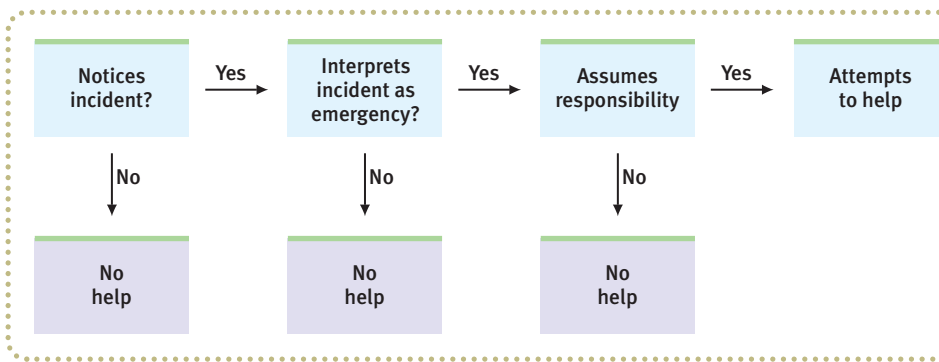 Notices
incident?
Yes
Interprets
incident as
emergency?
Yes
Assumes
responsibility
Yes
Attempts
to help
No
No
No
No
help
No
help
No
help